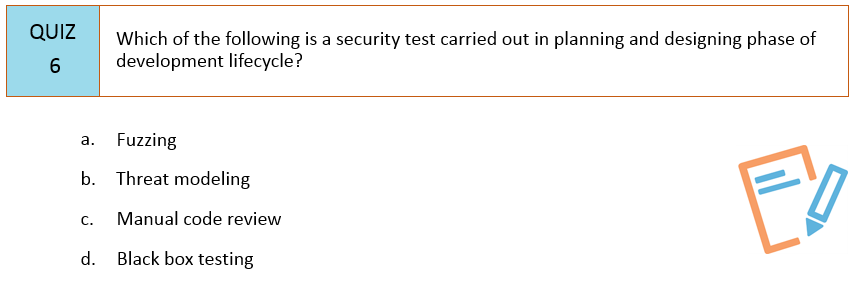 QUIZ
6
Which of the following is a security test carried out in planning and designing phase of
development lifecycle?
a. Fuzzing
b. Threat modeling
c. Manual code review
d. Black box testing